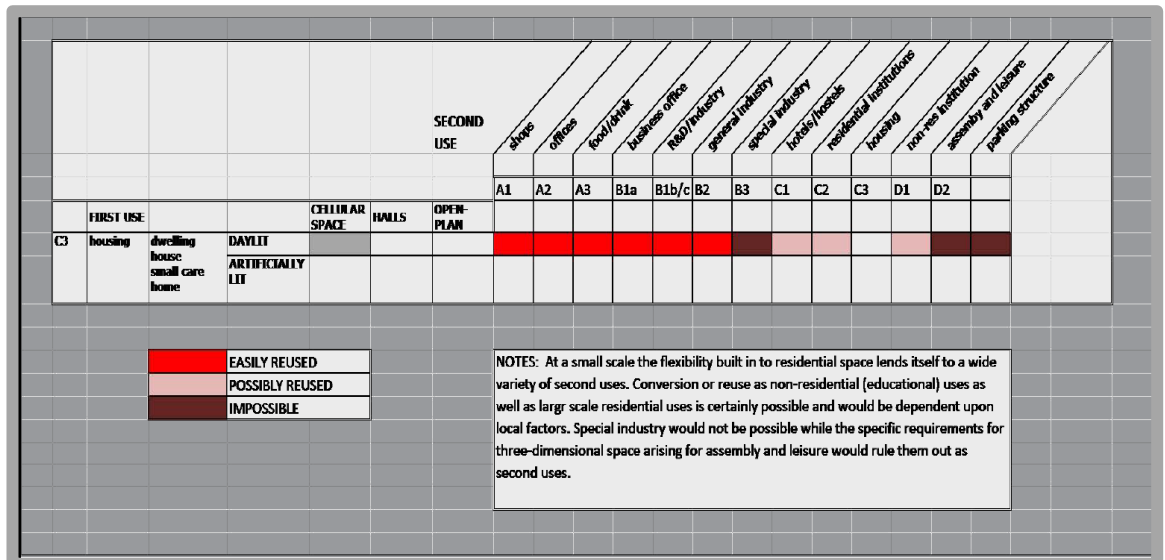 SECOND
USE
shops
offices
food/drink
business office
R&D/industry
general industry
special industry
hotels/hostels
residential institutions
housing
non-res institution
assemby and leisure
parking structure
A1 A2 A3 B1a B1b/c B2 B3 C1 C2 C3 D1 D2
FIRST USE CELLULAR HALLS OPEN-
SPACE PLAN
C3 housing dwelling DAYLIT
house
small care ARTIFICIALLY
home LIT
EASILY REUSED
POSSIBLY REUSED
IMPOSSIBLE
NOTES: At a small scale the flexibility built in to residential space lends itself to a wide
variety of second uses. Conversion or reuse as non-residential (educational) uses as
well as largr scale residential uses is certainly possible and would be dependent upon
local factors. Special industry would not be possible while the specific requirements for
three-dimensional space arising for assembly and leisure would rule them out as
second uses.